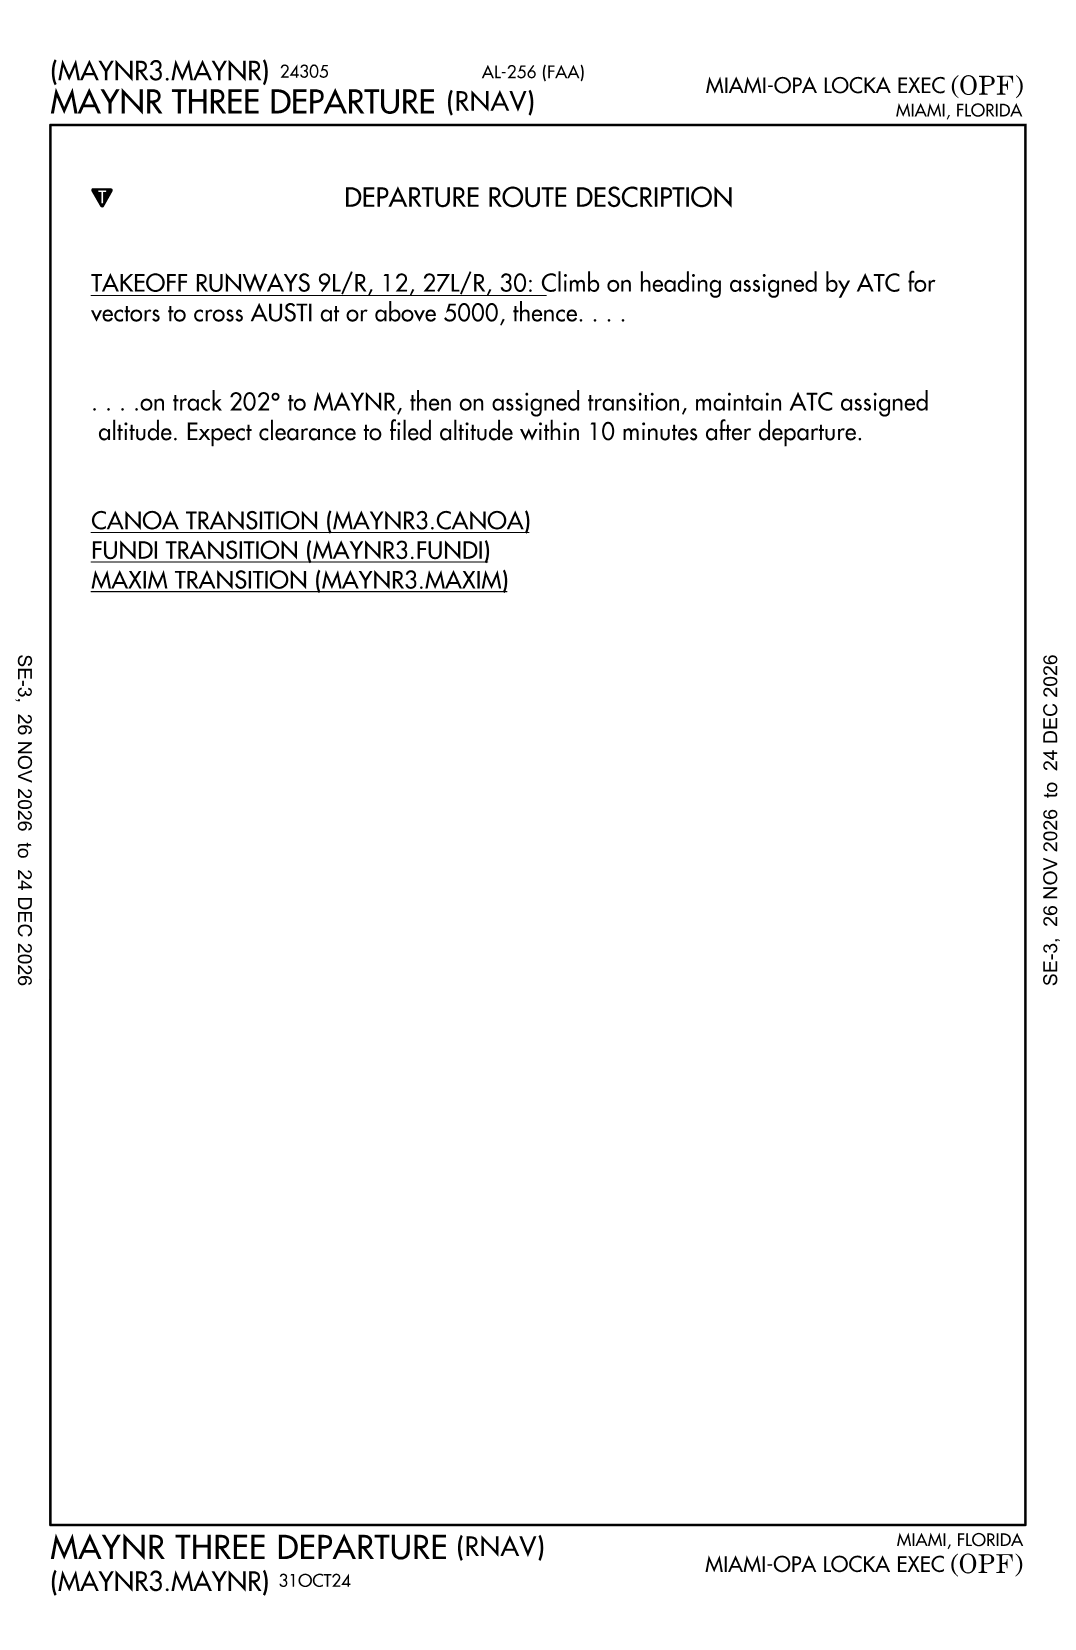 (MAYNR3.MAYNR) 24305
AL-256 (FAA)
MAYNR THREE DEPARTURE (RNAV)
MIAMI-OPA LOCKA EXEC (OPF)
MIAMI, FLORIDA
T
DEPARTURE ROUTE DESCRIPTION
TAKEOFF RUNWAYS 9L/R, 12, 27L/R, 30: Climb on heading assigned by ATC for
vectors to cross AUSTI at or above 5000, thence. . . .
. . . .on track 202° to MAYNR, then on assigned transition, maintain ATC assigned
altitude. Expect clearance to filed altitude within 10 minutes after departure.
CANOA TRANSITION (MAYNR3.CANOA)
FUNDI TRANSITION (MAYNR3.FUNDI)
MAXIM TRANSITION (MAYNR3.MAXIM)
SE-3, 26 NOV 2026 to 24 DEC 2026
SE-3, 26 NOV 2026 to 24 DEC 2026
MAYNR THREE DEPARTURE (RNAV)
(MAYNR3.MAYNR) 31OCT24
MIAMI, FLORIDA
MIAMI-OPA LOCKA EXEC (OPF)